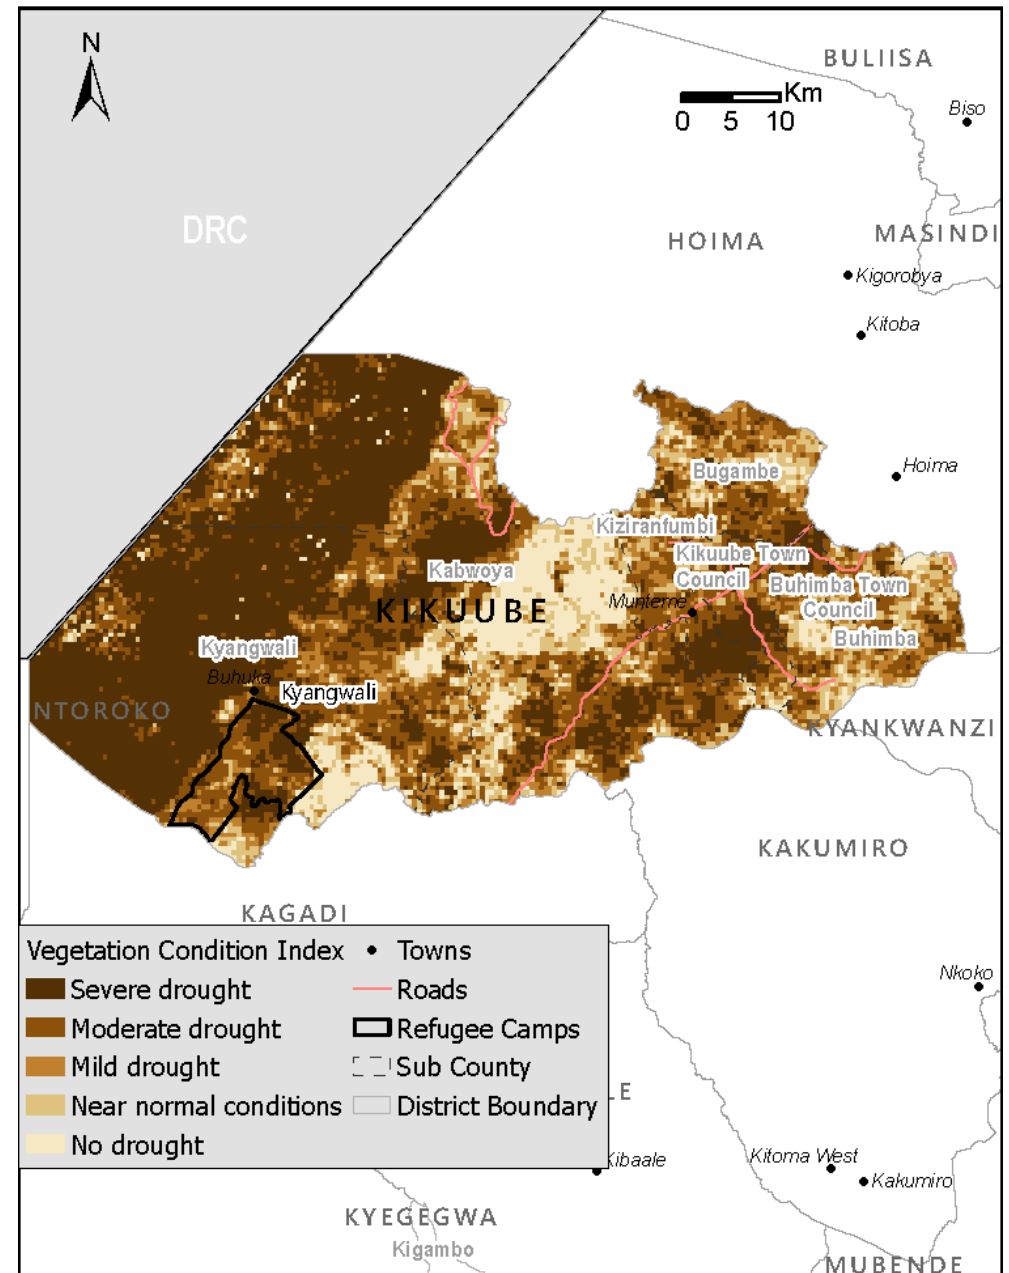 N
BULIISA
Km
0 5 10
Biso
DRC
HOIMA
MASINDI
Kigorobya
Kitoba
Hoima
Bugambe
Kiziranfumbi
Kikuube Town
Council
Kabwoya
Buhimba Town
Council
Munteme
KIKUUBE
Buhimba
Kyangwali
Buhuka
Kyangwali
NTOROKO
KYANKWANZI
KAKUMIRO
KAGADI
Vegetation Condition Index
Severe drought
Moderate drought
Mild drought
Near normal conditions
No drought
Towns
Roads
Refugee Camps
Sub County
District Boundary
Nkoko
LE
Kibaale
Kitoma West
Kakumiro
KYEGEGWA
Kigambo
MUBENDE